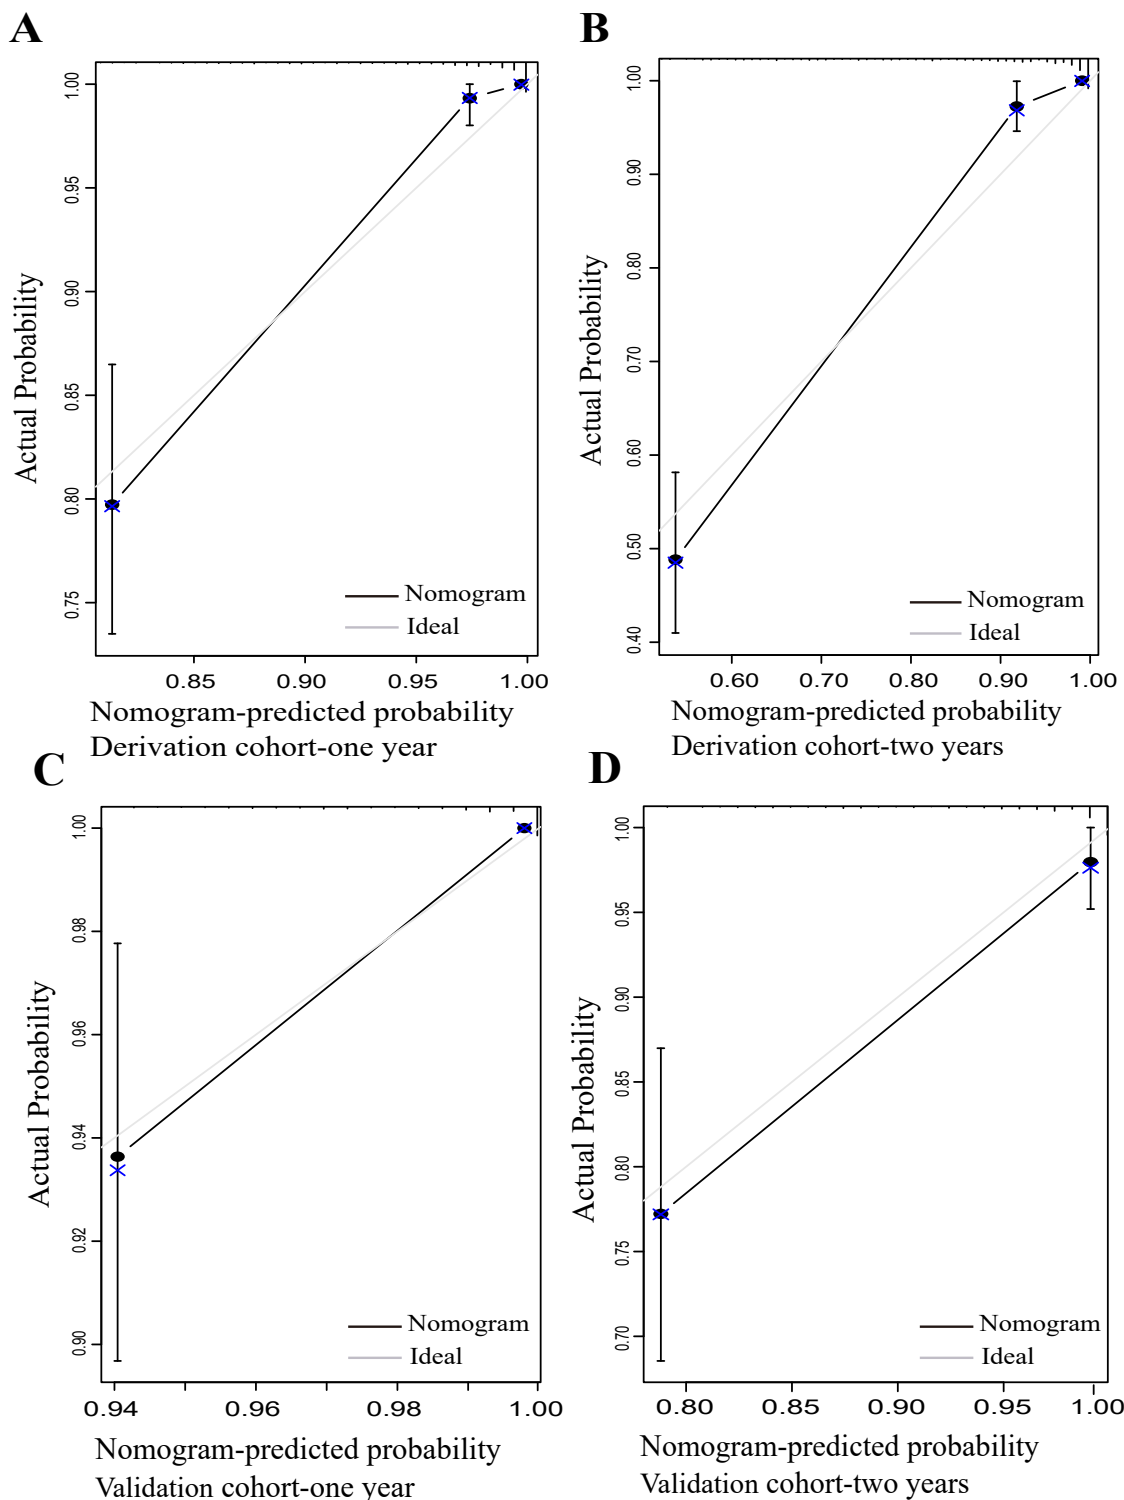 A
1.00
0.95
0.90
0.85
0.80
0.75
Actual Probability
Nomogram
Ideal
0.85 0.90 0.95 1.00
Nomogram-predicted probability
Derivation cohort-one year
B
1.00
0.90
0.80
0.70
0.60
0.50
0.40
Actual Probability
Nomogram
Ideal
0.60 0.70 0.80 0.90 1.00
Nomogram-predicted probability
Derivation cohort-two years
C
1.00
0.98
0.96
0.94
0.92
0.90
Actual Probability
Nomogram
Ideal
0.94 0.96 0.98 1.00
Nomogram-predicted probability
Validation cohort-one year
D
1.00
0.95
0.90
0.85
0.80
0.75
0.70
Actual Probability
Nomogram
Ideal
0.80 0.85 0.90 0.95 1.00
Nomogram-predicted probability
Validation cohort-two years